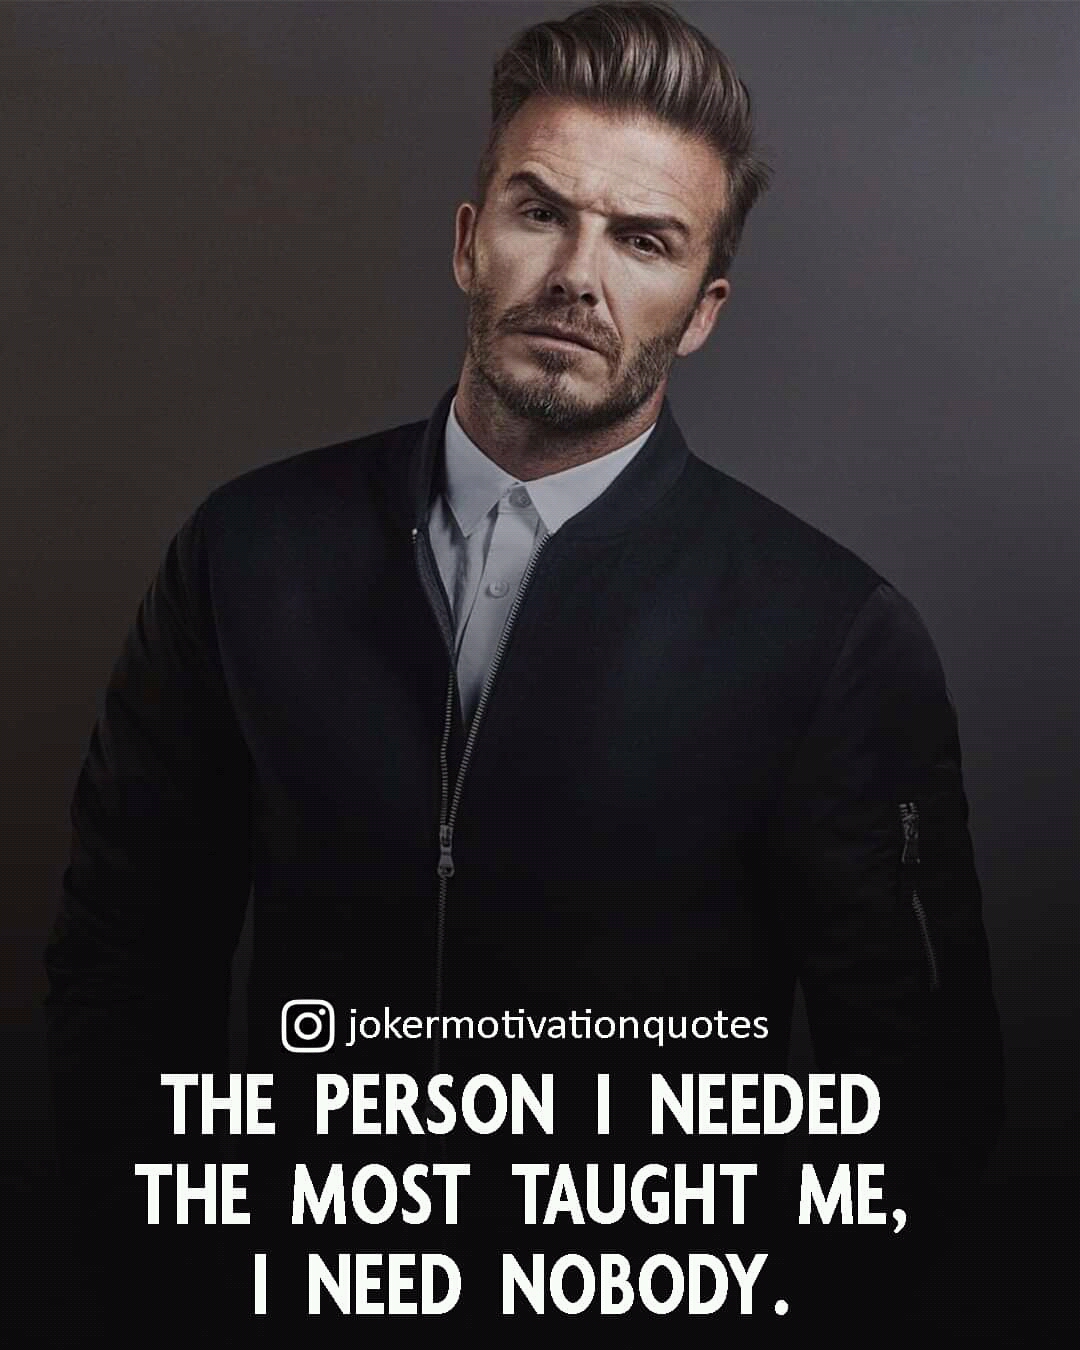 jokermotivationquotes
THE PERSON I NEEDED
THE MOST TAUGHT ME,
I NEED NOBODY.